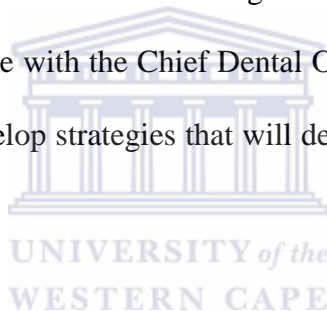 e with the Chief Dental O
elop strategies that will de
UNIVERSITY of the
WESTERN CAPE